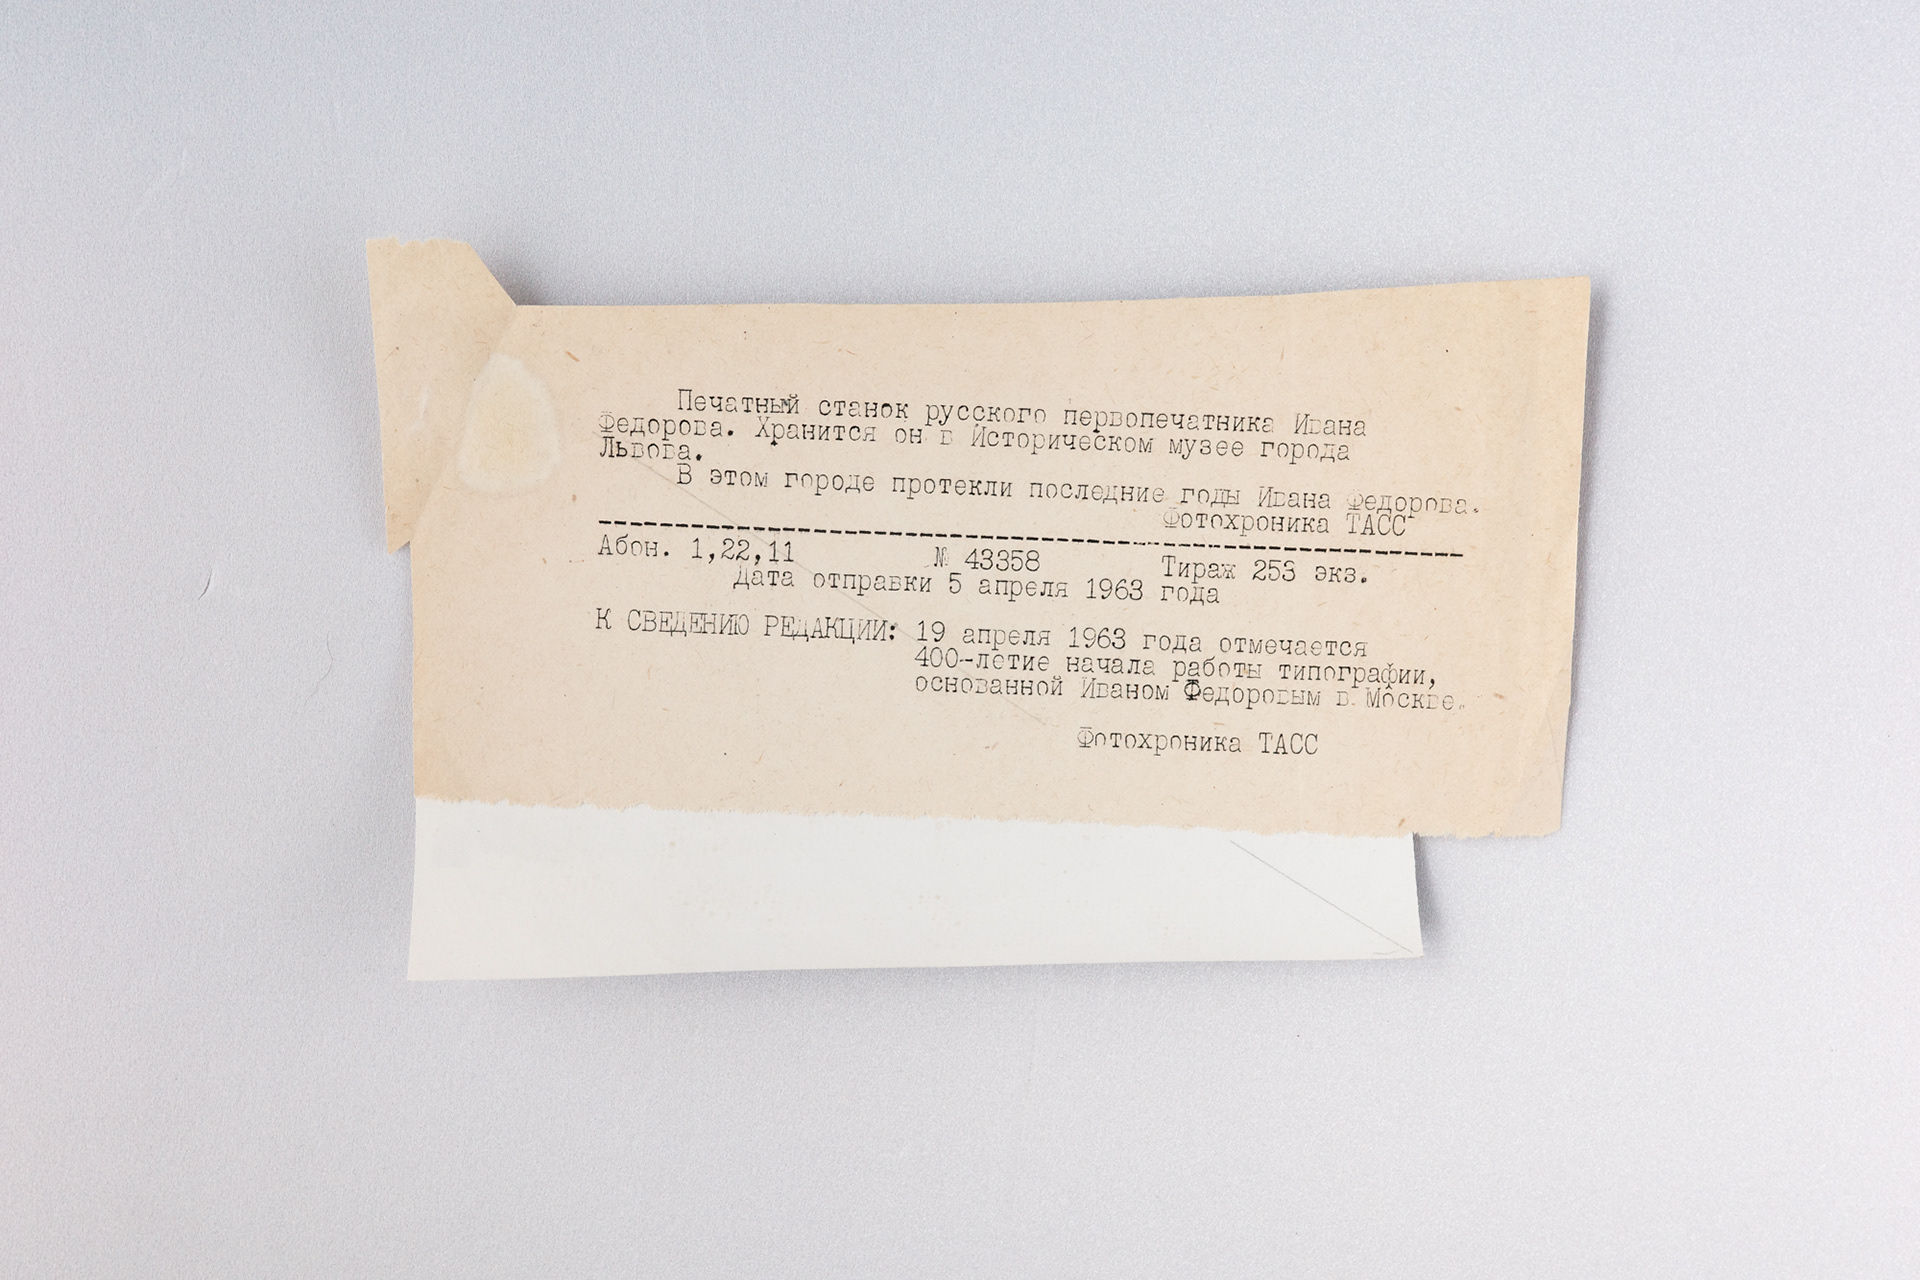 Печатный станок русского первопечатника Ивана
Федорова. Хранится он в Историческом музее города
Львова.
В этом городе протекли последние годы Ивана Федорова.
Фотохроника ТАСС
Абон. 1,22,11 № 43358 Тираж 253 экз.
Дата отправки 5 апреля 1963 года
К СВЕДЕНИЮ РЕДАКЦИИ: 19 апреля 1963 года отмечается
400-летие начала работы типографии,
основанной Иваном Федоровым в Москве.
Фотохроника ТАСС